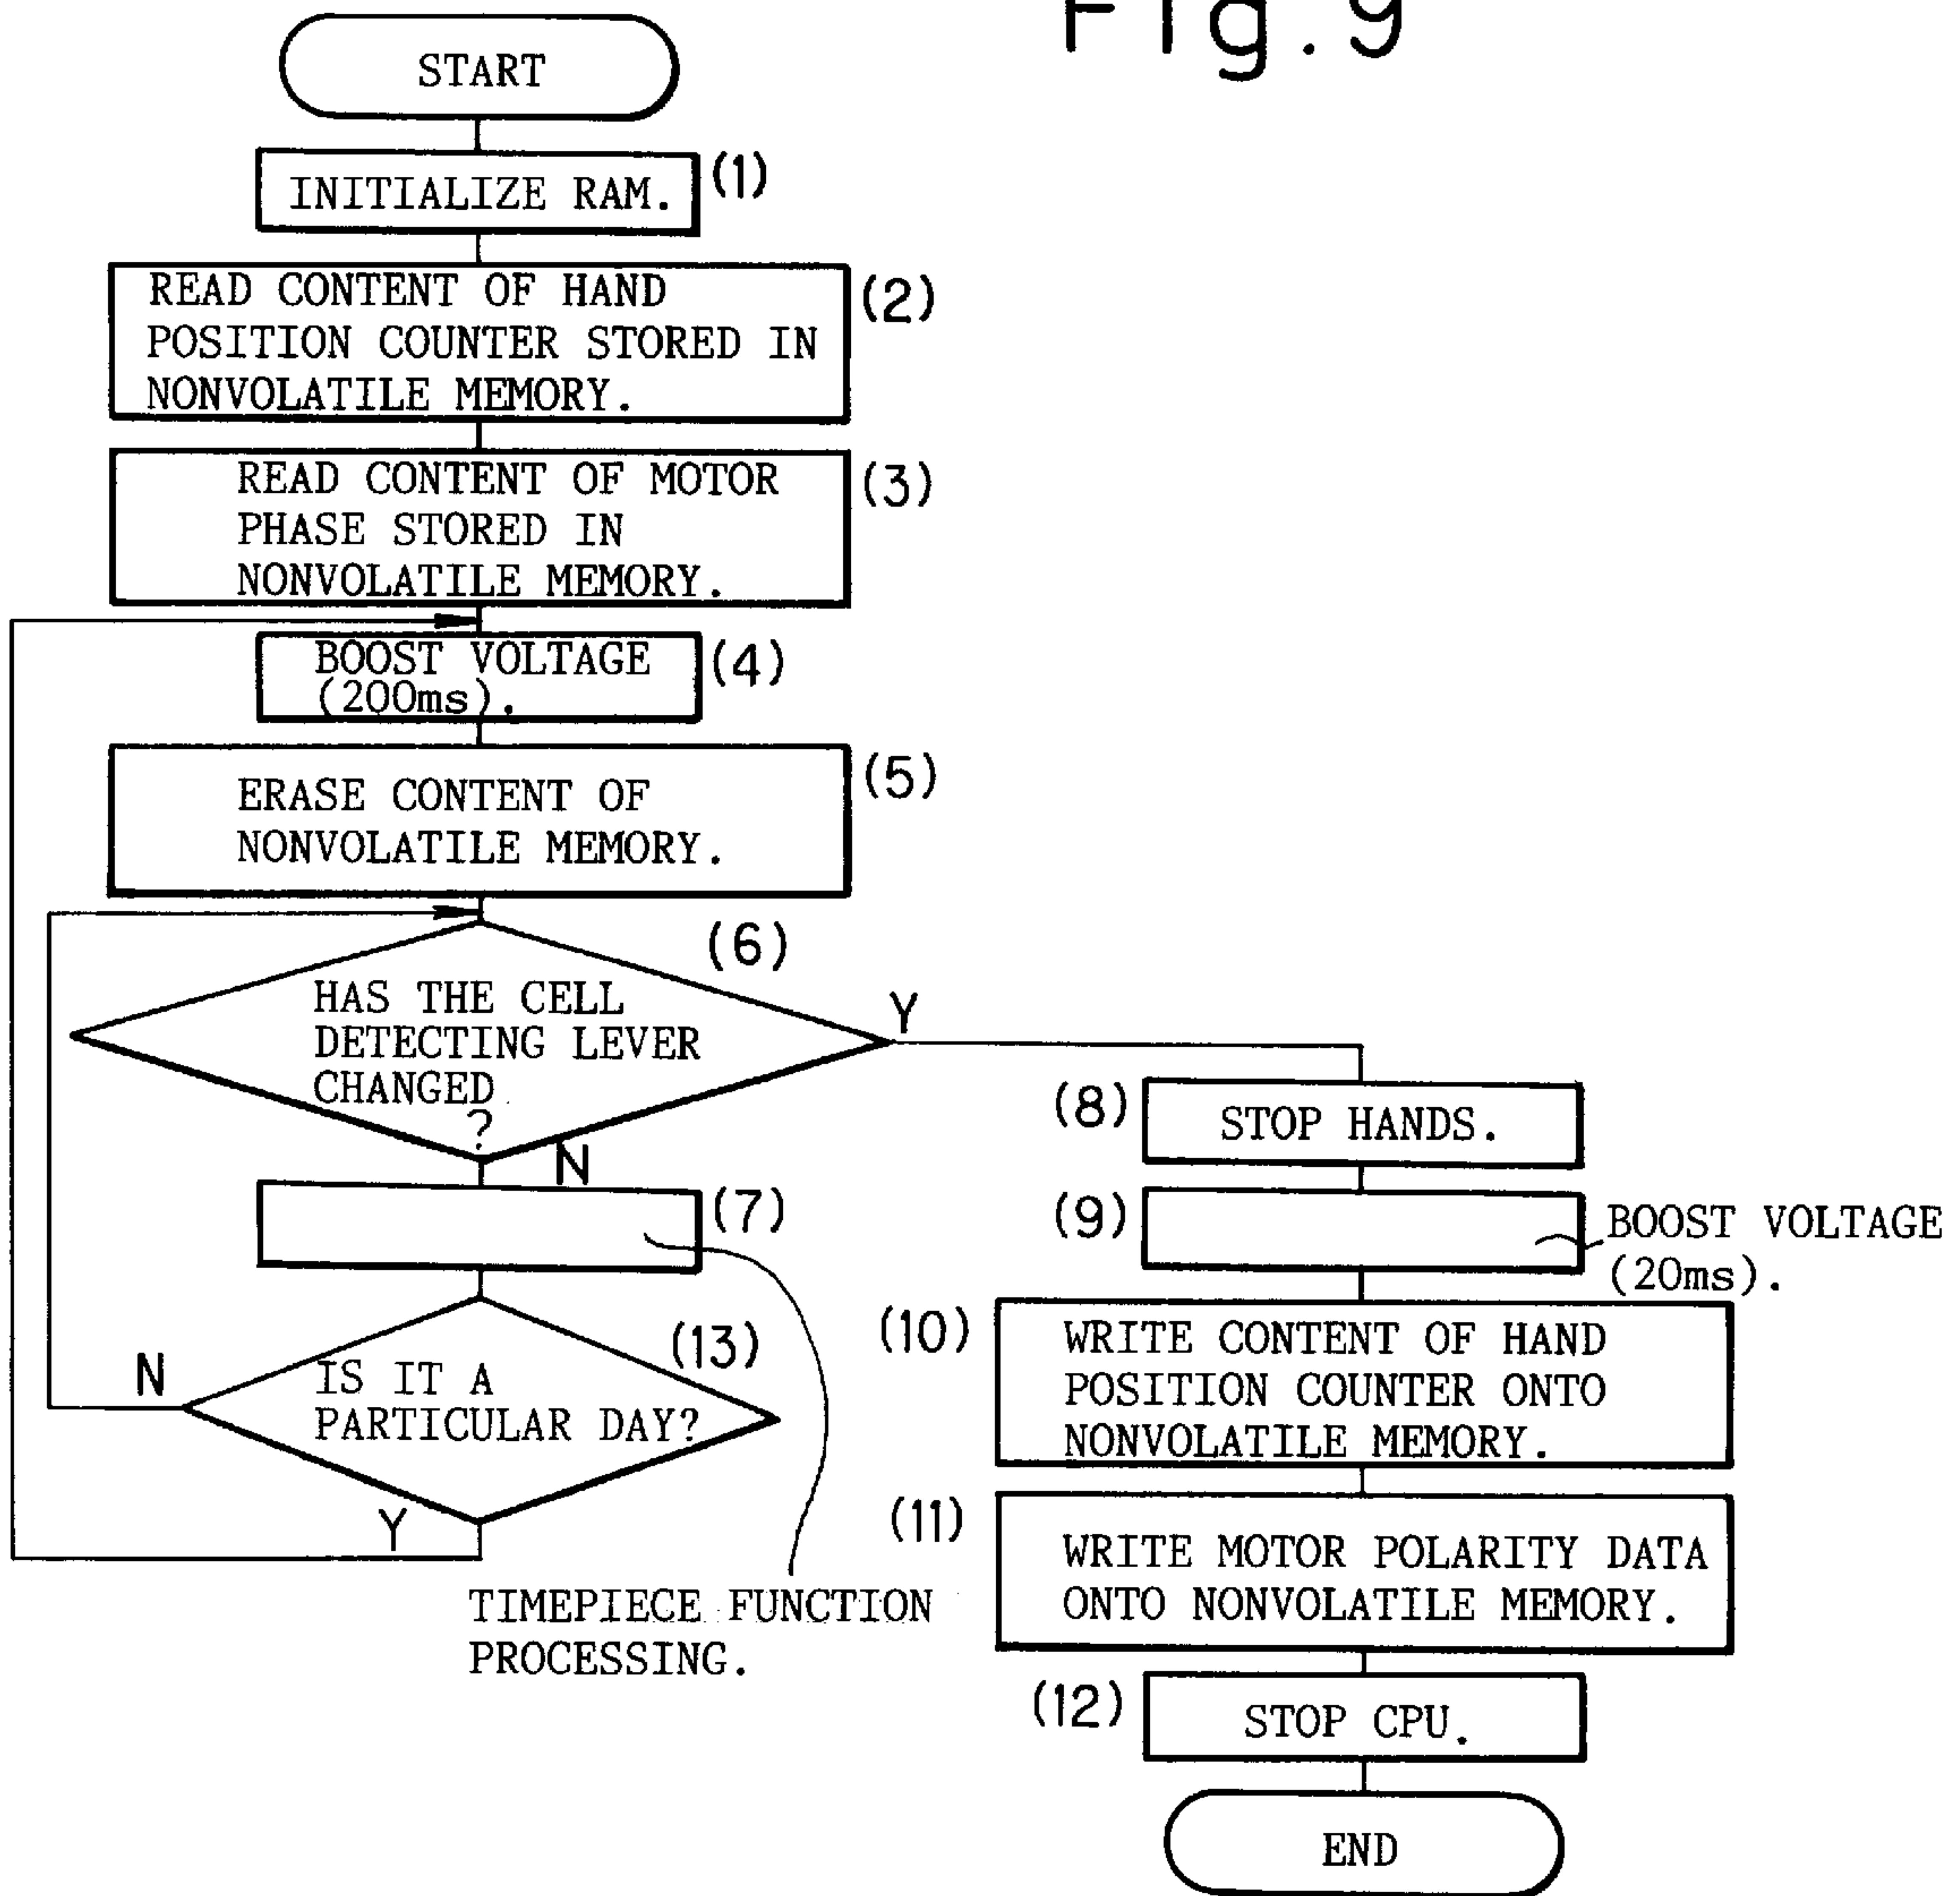 Fig.9
START
INITIALIZE RAM.
(1)
READ CONTENT OF HAND
POSITION COUNTER STORED IN
NONVOLATILE MEMORY.
(2)
READ CONTENT OF MOTOR
PHASE STORED IN
NONVOLATILE MEMORY.
(3)
BOOST VOLTAGE
(200ms).
(4)
ERASE CONTENT OF
NONVOLATILE MEMORY.
(5)
(6)
HAS THE CELL
DETECTING LEVER
CHANGED
?
Y
N
(7)
(13)
IS IT A
PARTICULAR DAY?
N
Y
TIMEPIECE FUNCTION
PROCESSING.
(8)
STOP HANDS.
(9)
BOOST VOLTAGE
(20ms).
(10)
WRITE CONTENT OF HAND
POSITION COUNTER ONTO
NONVOLATILE MEMORY.
(11)
WRITE MOTOR POLARITY DATA
ONTO NONVOLATILE MEMORY.
(12)
STOP CPU.
END